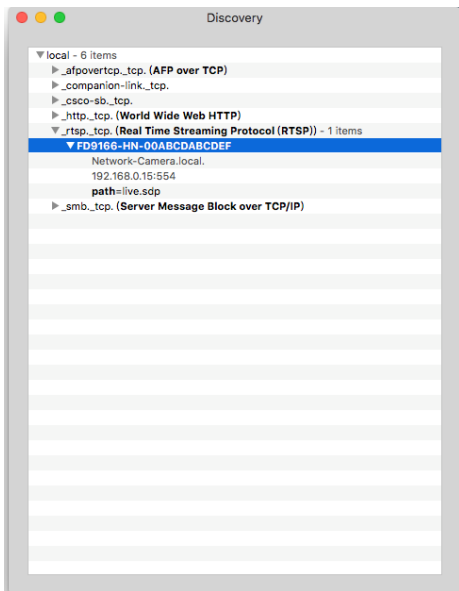 Discovery
local - 6 items
_afpovertcp._tcp. (AFP over TCP)
_companion-link._tcp.
_csco-sb._tcp.
_http._tcp. (World Wide Web HTTP)
_rtsp._tcp. (Real Time Streaming Protocol (RTSP)) - 1 items
FD9166-HN-00ABCDABCDEF
Network-Camera.local.
192.168.0.15:554
path=live.sdp
_smb._tcp. (Server Message Block over TCP/IP)